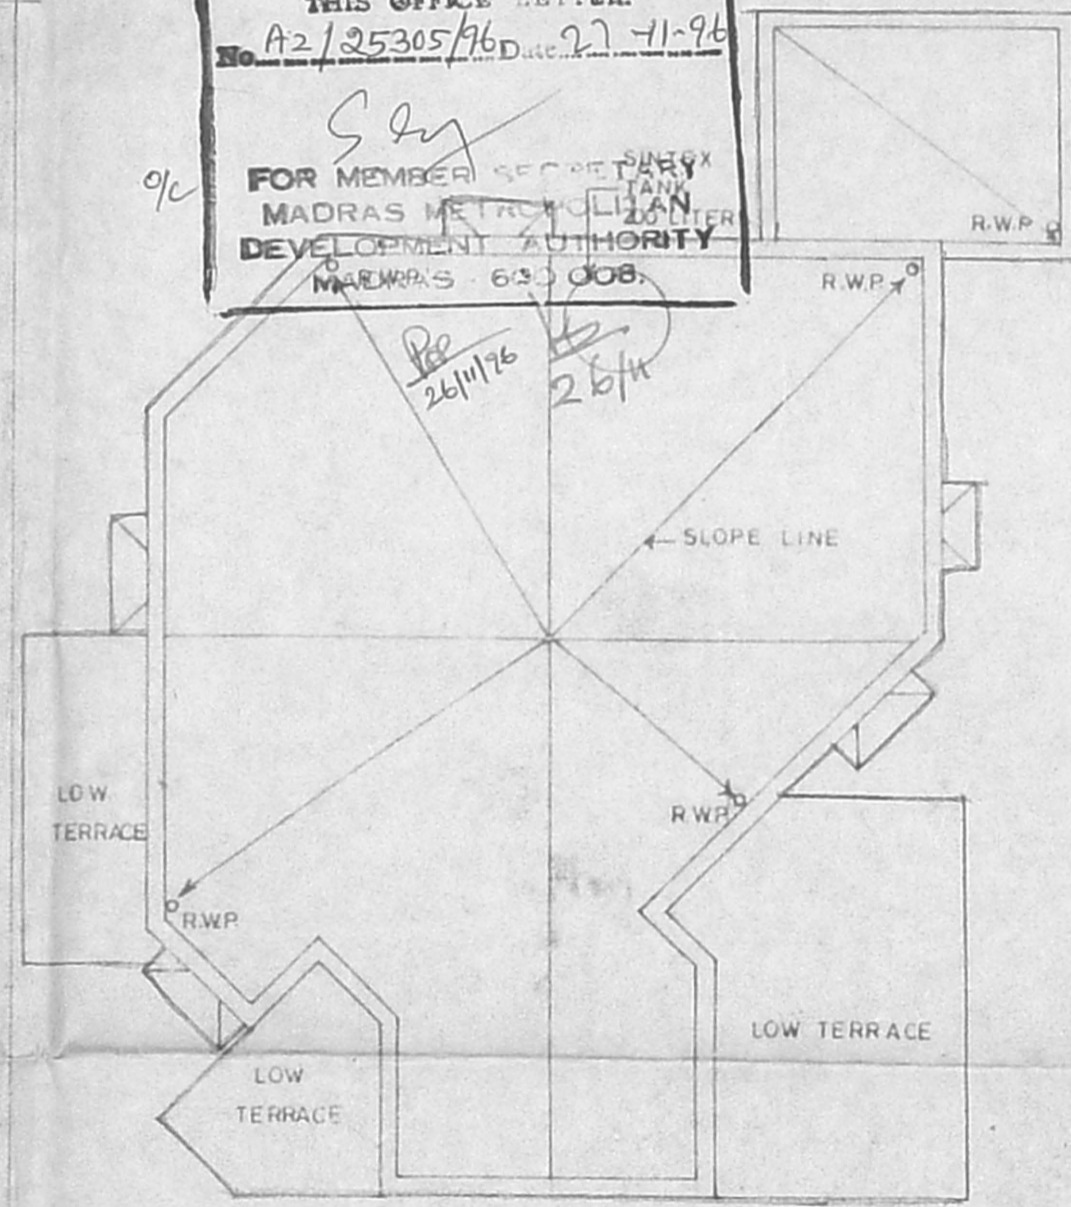 THIS OFFICE LETTER
No. A2/25305/96 Date 27-11-96
o/c
FOR MEMBER SECRETARY
MADRAS METROPOLITAN
DEVELOPMENT AUTHORITY
MADRAS 600 008.
SINTEX
TANK
200 LITER
R.W.P.
R.W.P.
R.W.P.
26/11/96
26/11
SLOPE LINE
LOW
TERRACE
R.W.P.
R.W.P.
LOW TERRACE
LOW
TERRACE